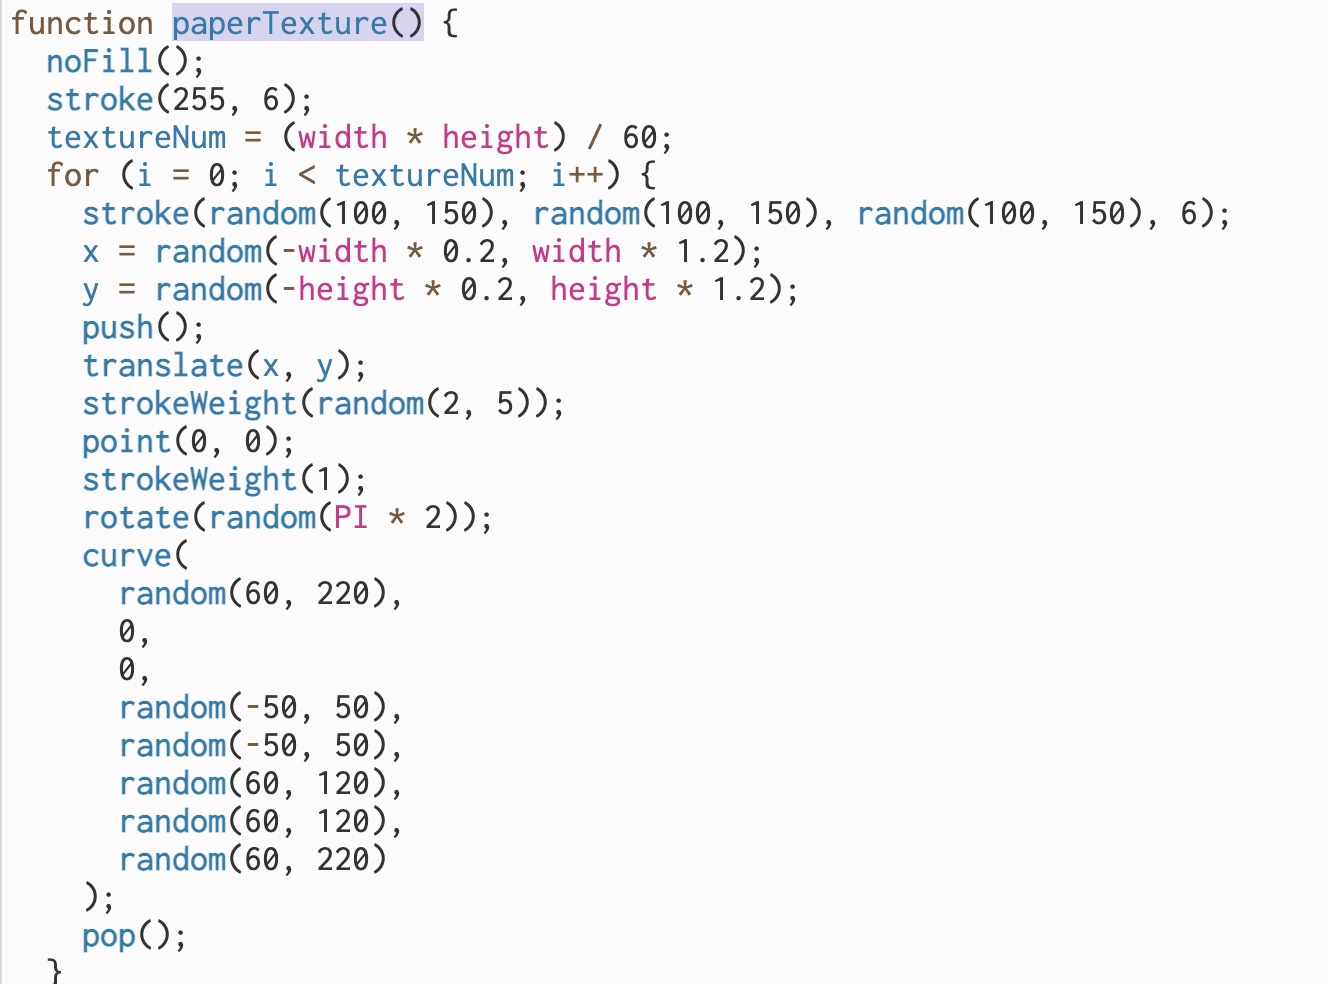 function paperTexture() {
noFill();
stroke(255, 6);
textureNum = (width * height) / 60;
for (i = 0; i < textureNum; i++) {
stroke(random(100, 150), random(100, 150), random(100, 150), 6);
x = random(-width * 0.2, width * 1.2);
y = random(-height * 0.2, height * 1.2);
push();
translate(x, y);
strokeWeight(random(2, 5));
point(0, 0);
strokeWeight(1);
rotate(random(PI * 2));
curve(
random(60, 220),
0,
0,
random(-50, 50),
random(-50, 50),
random(60, 120),
random(60, 120),
random(60, 220)
);
pop();
}